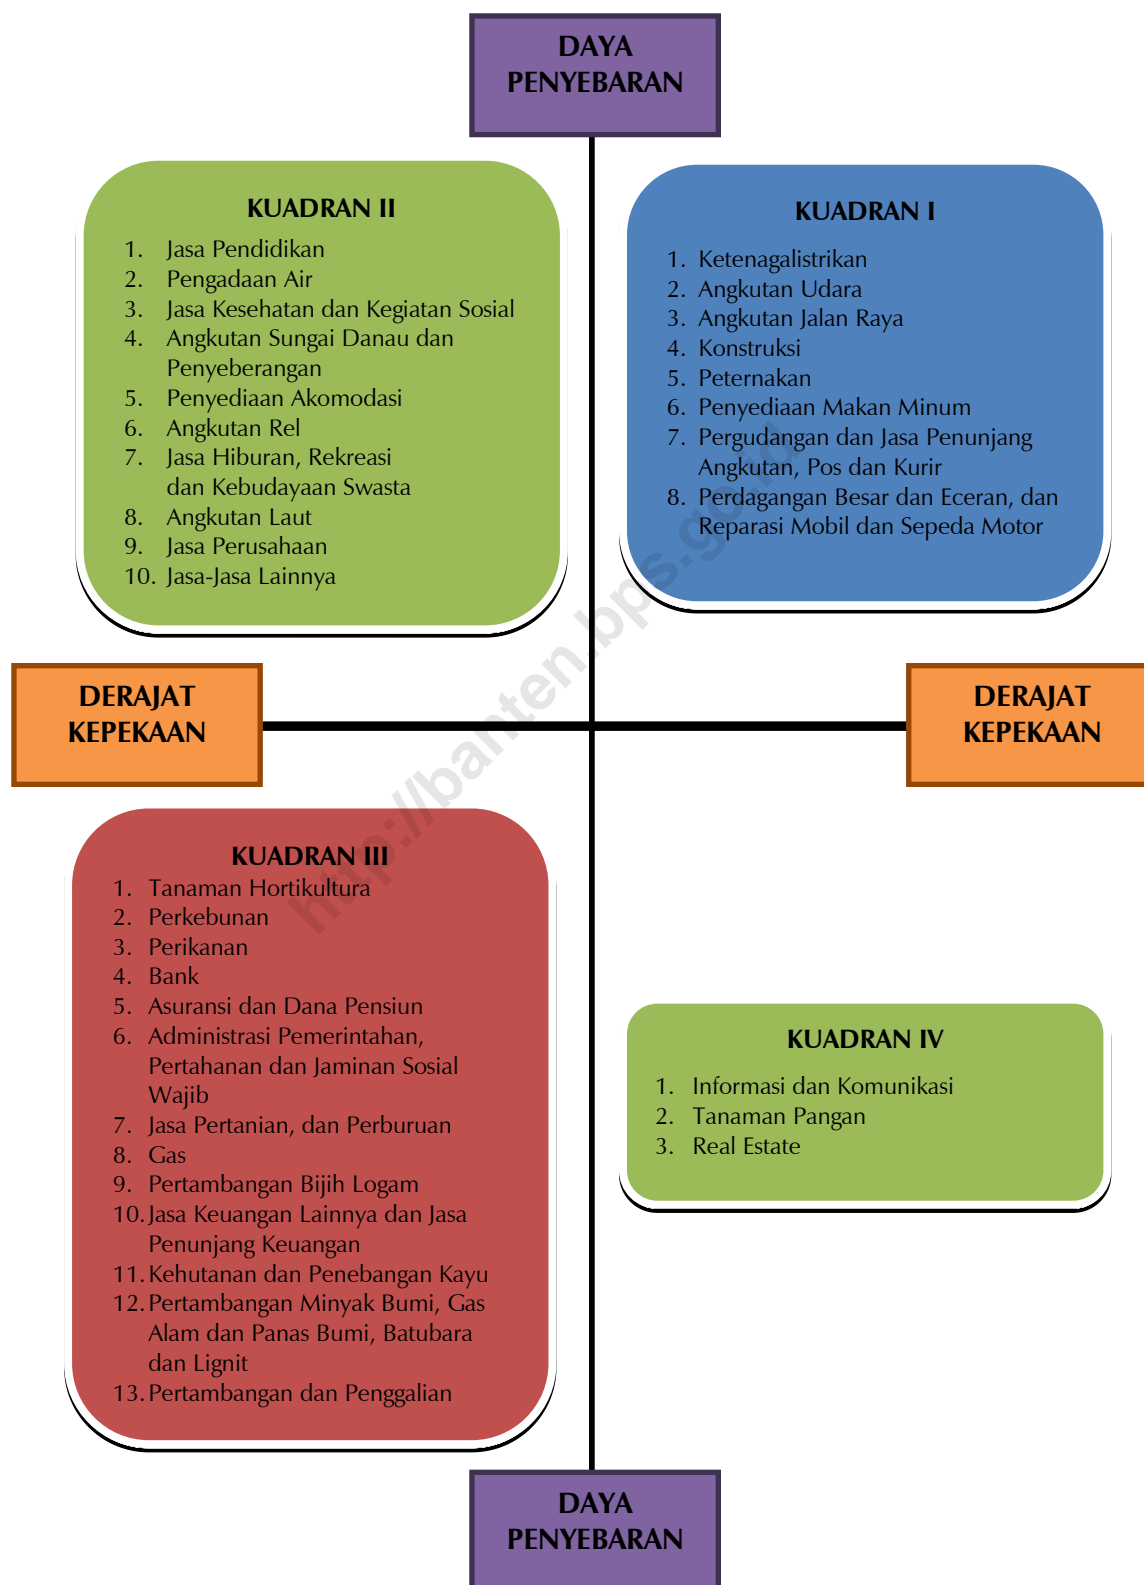 DAYA
PENYEBARAN
KUADRAN II
1. Jasa Pendidikan
2. Pengadaan Air
3. Jasa Kesehatan dan Kegiatan Sosial
4. Angkutan Sungai Danau dan
Penyeberangan
5. Penyediaan Akomodasi
6. Angkutan Rel
7. Jasa Hiburan, Rekreasi
dan Kebudayaan Swasta
8. Angkutan Laut
9. Jasa Perusahaan
10. Jasa-Jasa Lainnya
KUADRAN I
1. Ketenagalistrikan
2. Angkutan Udara
3. Angkutan Jalan Raya
4. Konstruksi
5. Peternakan
6. Penyediaan Makan Minum
7. Pergudangan dan Jasa Penunjang
Angkutan, Pos dan Kurir
8. Perdagangan Besar dan Eceran, dan
Reparasi Mobil dan Sepeda Motor
DERAJAT
KEPEKAAN
DERAJAT
KEPEKAAN
http://banten.bps.go.id
KUADRAN III
1. Tanaman Hortikultura
2. Perkebunan
3. Perikanan
4. Bank
5. Asuransi dan Dana Pensiun
6. Administrasi Pemerintahan,
Pertahanan dan Jaminan Sosial
Wajib
7. Jasa Pertanian, dan Perburuan
8. Gas
9. Pertambangan Bijih Logam
10. Jasa Keuangan Lainnya dan Jasa
Penunjang Keuangan
11. Kehutanan dan Penebangan Kayu
12. Pertambangan Minyak Bumi, Gas
Alam dan Panas Bumi, Batubara
dan Lignit
13. Pertambangan dan Penggalian
KUADRAN IV
1. Informasi dan Komunikasi
2. Tanaman Pangan
3. Real Estate
DAYA
PENYEBARAN